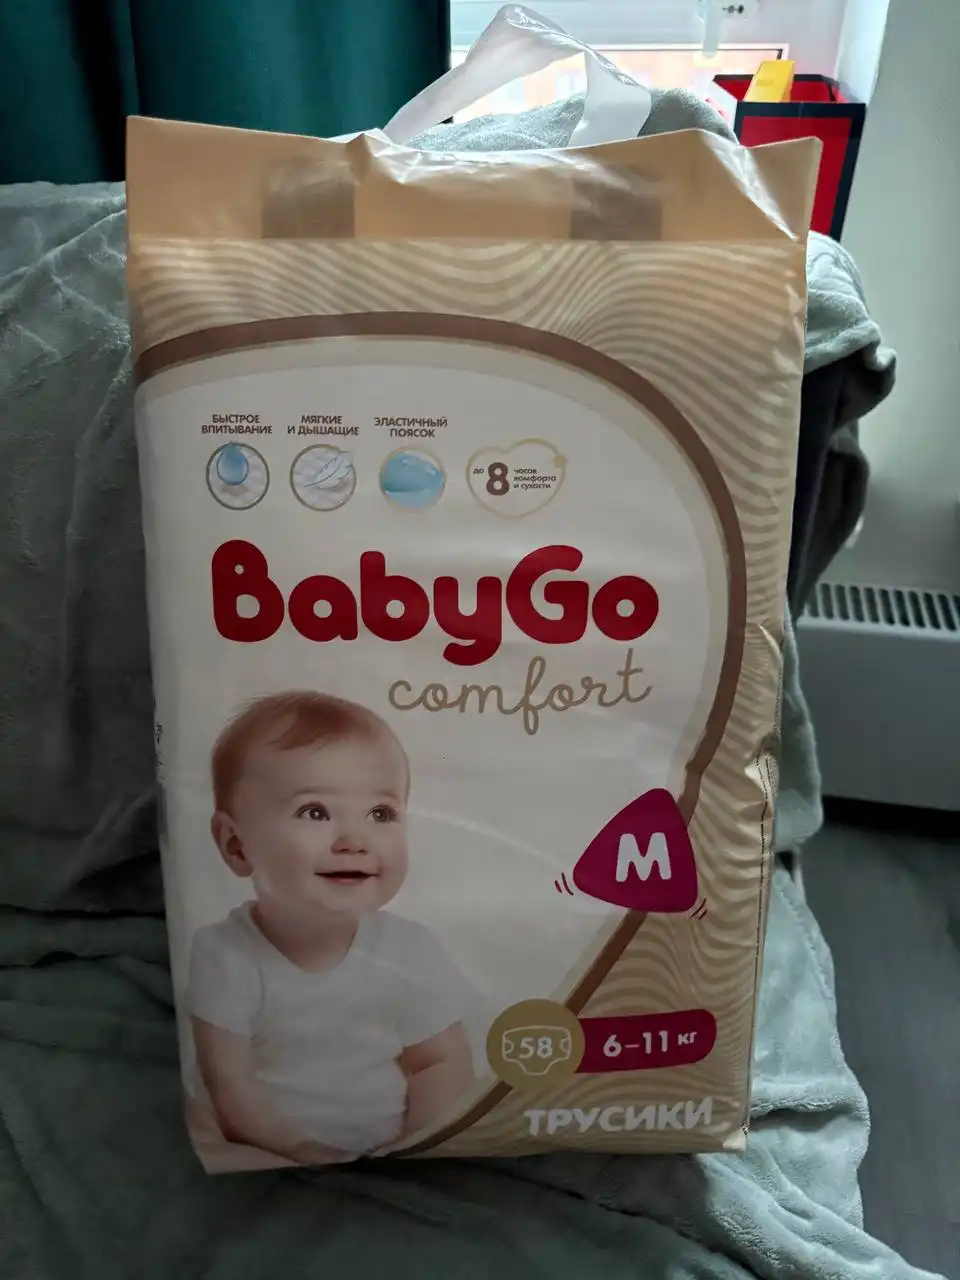 БЫСТРОЕ
ВПИТЫВАНИЕ
МЯГКИЕ
И ДЫШАЩИЕ
ЭЛАСТИЧНЫЙ
ПОЯСОК
до 8 часов
комфорта
и сухости
BabyGo
comfort
M
58
6–11 кг
ТРУСИКИ